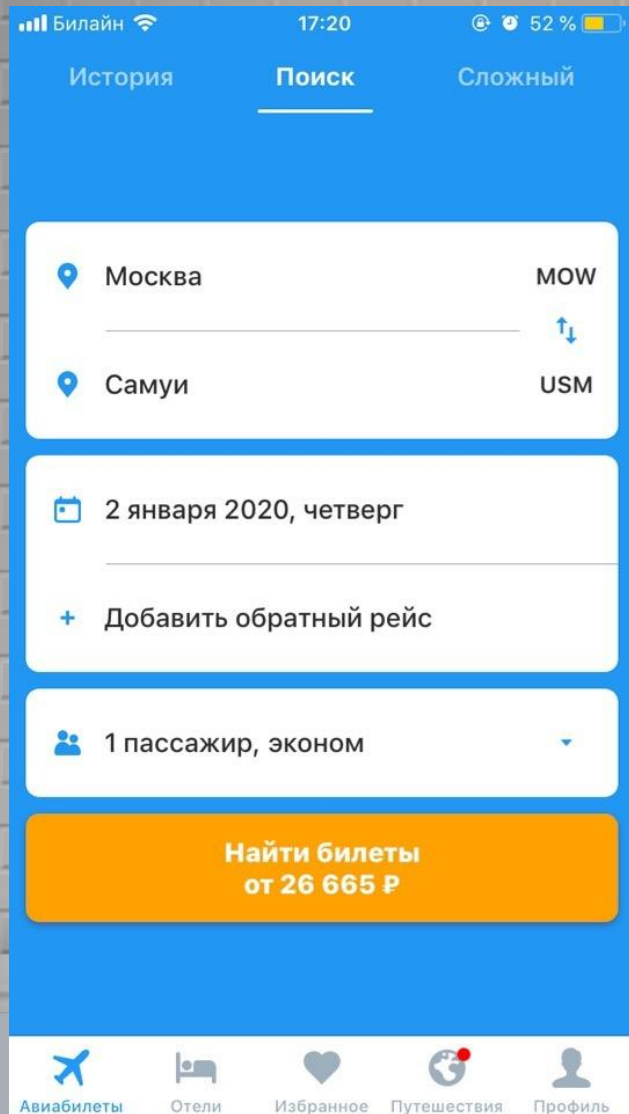 Билайн 17:20 52 %
История Поиск Сложный
Москва MOW
Самуи USM
2 января 2020, четверг
+ Добавить обратный рейс
1 пассажир, эконом
Найти билеты
от 26 665 ₽
Авиабилеты Отели Избранное Путешествия Профиль